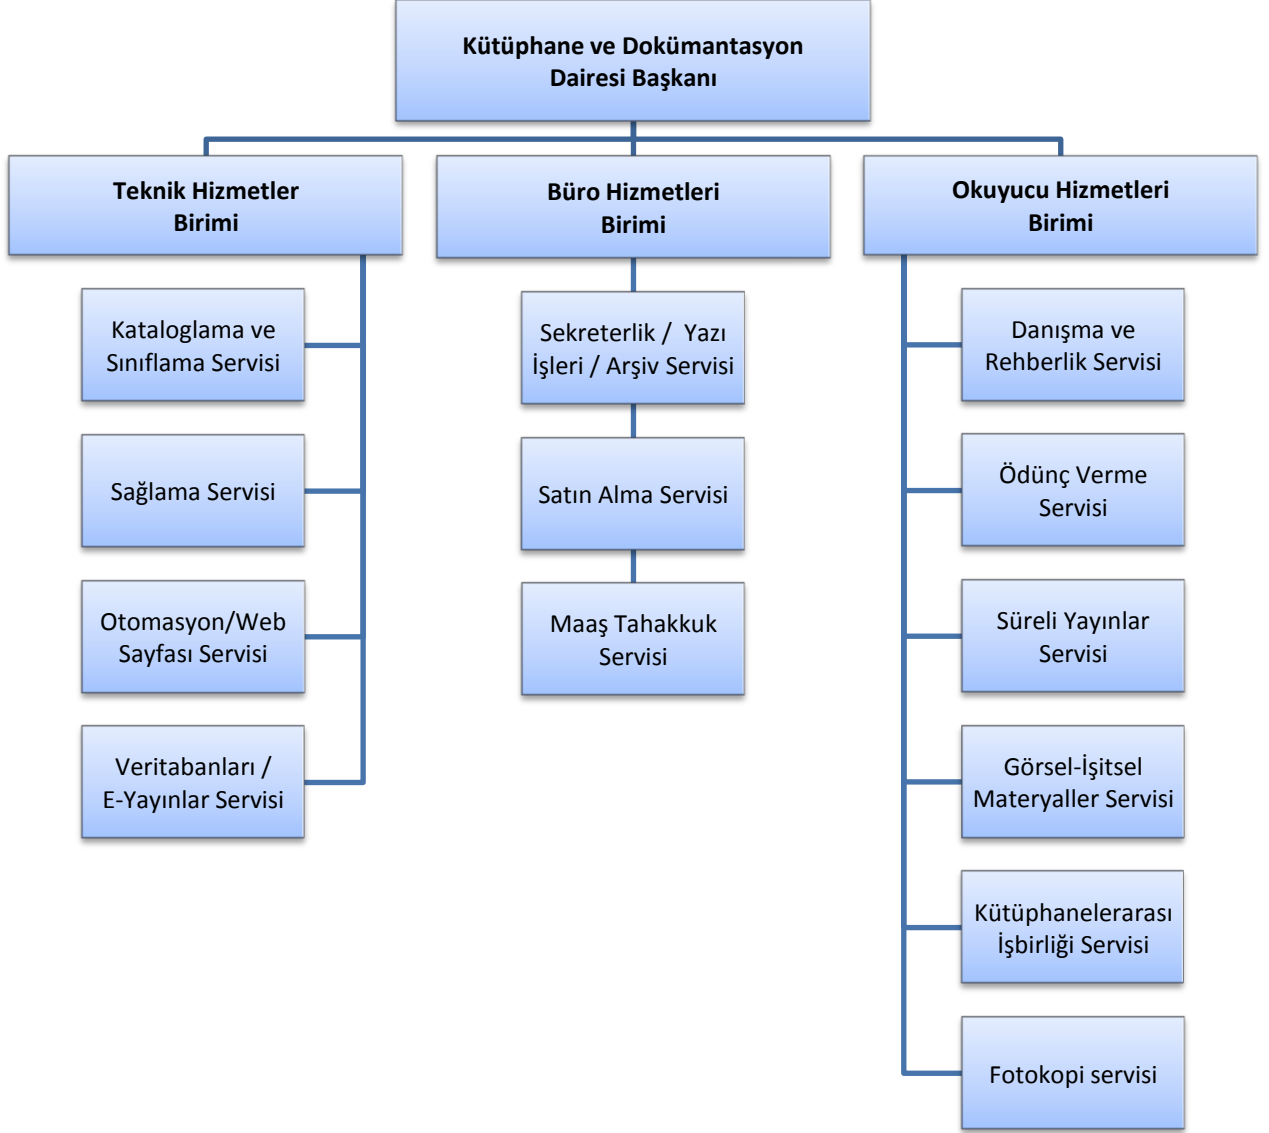 Kütüphane ve Dokümantasyon
Dairesi Başkanı
Teknik Hizmetler
Birimi
Kataloglama ve
Sınıflama Servisi
Sağlama Servisi
Otomasyon/Web
Sayfası Servisi
Veritabanları /
E-Yayınlar Servisi
Büro Hizmetleri
Birimi
Sekreterlik / Yazı
İşleri / Arşiv Servisi
Satın Alma Servisi
Maaş Tahakkuk
Servisi
Okuyucu Hizmetleri
Birimi
Danışma ve
Rehberlik Servisi
Ödünç Verme
Servisi
Süreli Yayınlar
Servisi
Görsel-İşitsel
Materyaller Servisi
Kütüphanelerarası
İşbirliği Servisi
Fotokopi servisi